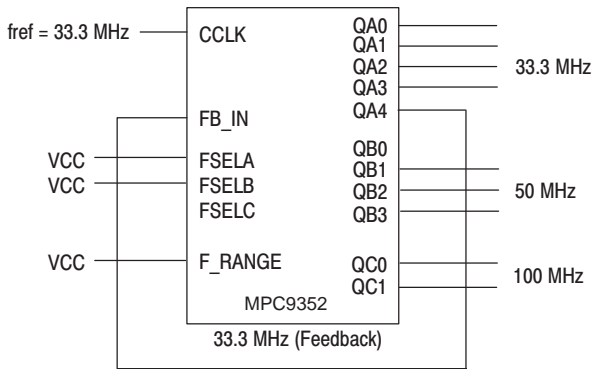 fref = 33.3 MHz
CCLK
FB_IN
VCC
FSELA
VCC
FSELB
FSELC
VCC
F_RANGE
MPC9352
QA0
QA1
QA2
QA3
QA4
33.3 MHz
QB0
QB1
QB2
QB3
50 MHz
QC0
QC1
100 MHz
33.3 MHz (Feedback)